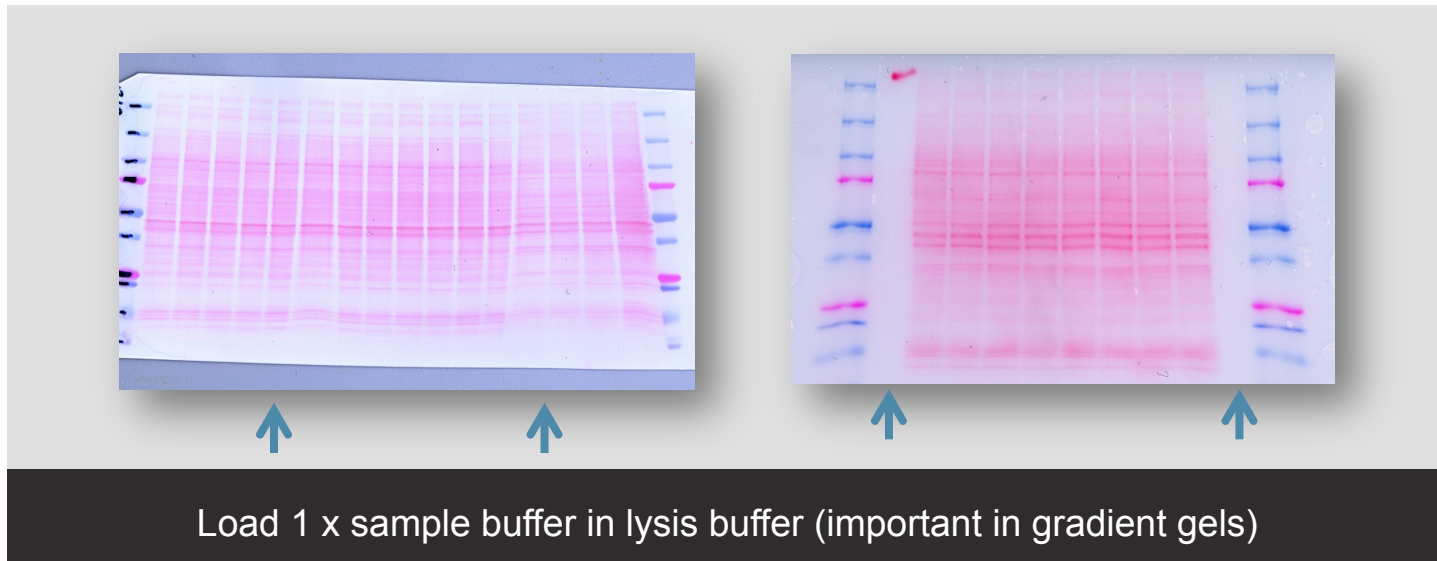 Load 1 x sample buffer in lysis buffer (important in gradient gels)